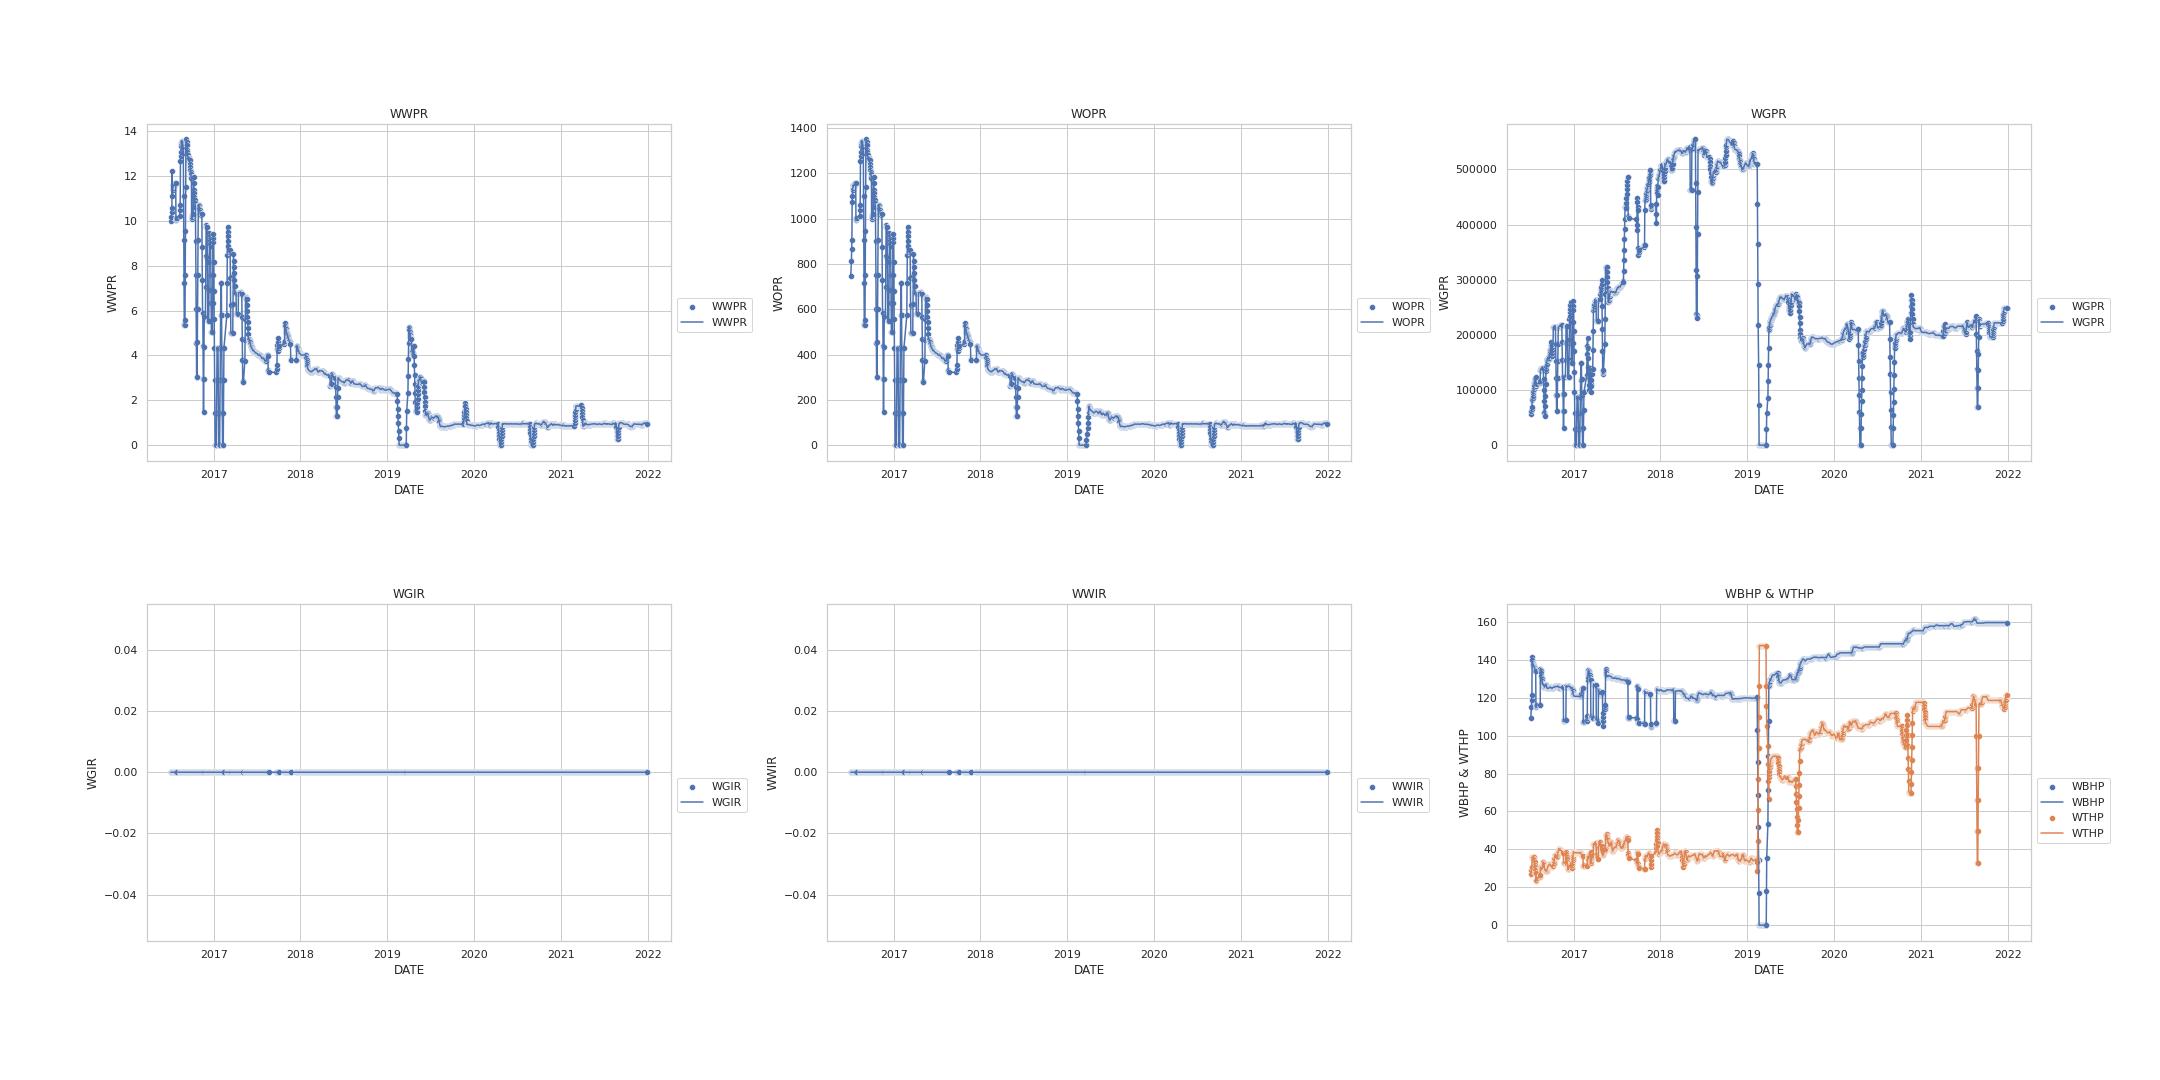 WWPR
14
12
10
8
6
4
2
0
WWPR
2017 2018 2019 2020 2021 2022
DATE
WWPR
WWPR
WOPR
1400
1200
1000
800
600
400
200
0
WOPR
2017 2018 2019 2020 2021 2022
DATE
WOPR
WOPR
WGPR
500000
400000
300000
200000
100000
0
WGPR
2017 2018 2019 2020 2021 2022
DATE
WGPR
WGPR
WGIR
0.04
0.02
0.00
−0.02
−0.04
WGIR
2017 2018 2019 2020 2021 2022
DATE
WGIR
WGIR
WWIR
0.04
0.02
0.00
−0.02
−0.04
WWIR
2017 2018 2019 2020 2021 2022
DATE
WWIR
WWIR
WBHP & WTHP
160
140
120
100
80
60
40
20
0
WBHP & WTHP
2017 2018 2019 2020 2021 2022
DATE
WBHP
WBHP
WTHP
WTHP